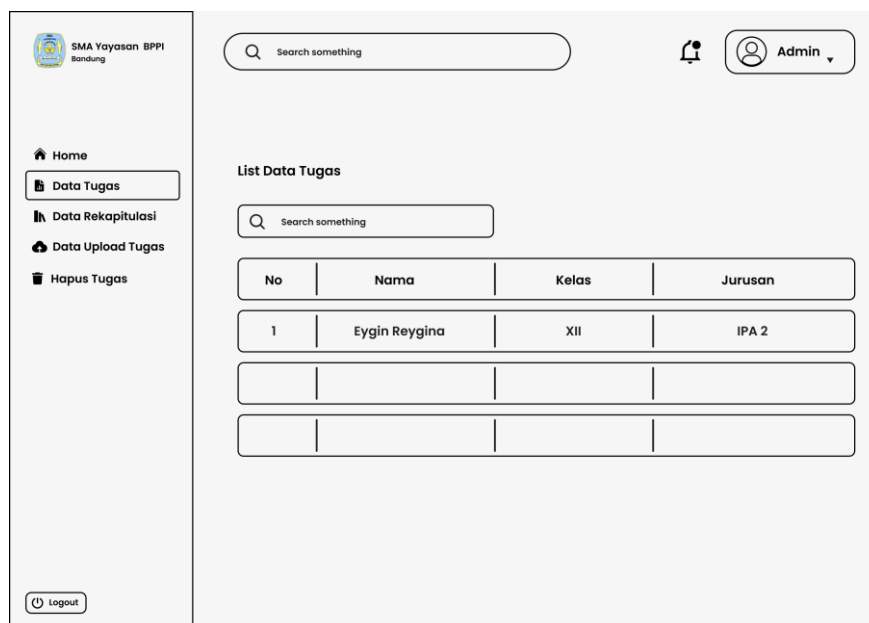 SMA Yayasan BPPI
Bandung
Search something
Admin
Home
Data Tugas
Data Rekapitulasi
Data Upload Tugas
Hapus Tugas
Logout
List Data Tugas
Search something
No Nama Kelas Jurusan
1 Eygin Reygina XII IPA 2